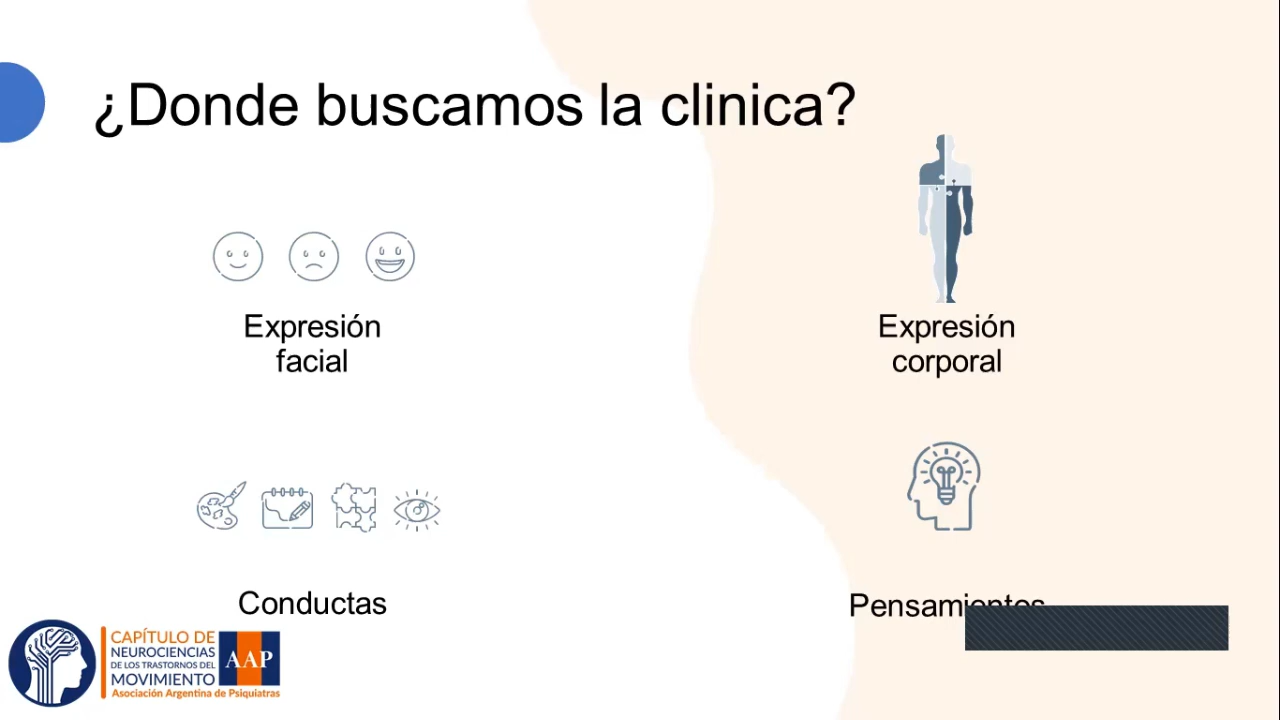 ¿Donde buscamos la clinica?
Expresión
facial
Expresión
corporal
Conductas
Pensamientos
CAPÍTULO DE
NEUROCIENCIAS
DE LOS TRASTORNOS DEL
MOVIMIENTO
AAP
Asociación Argentina de Psiquiatras